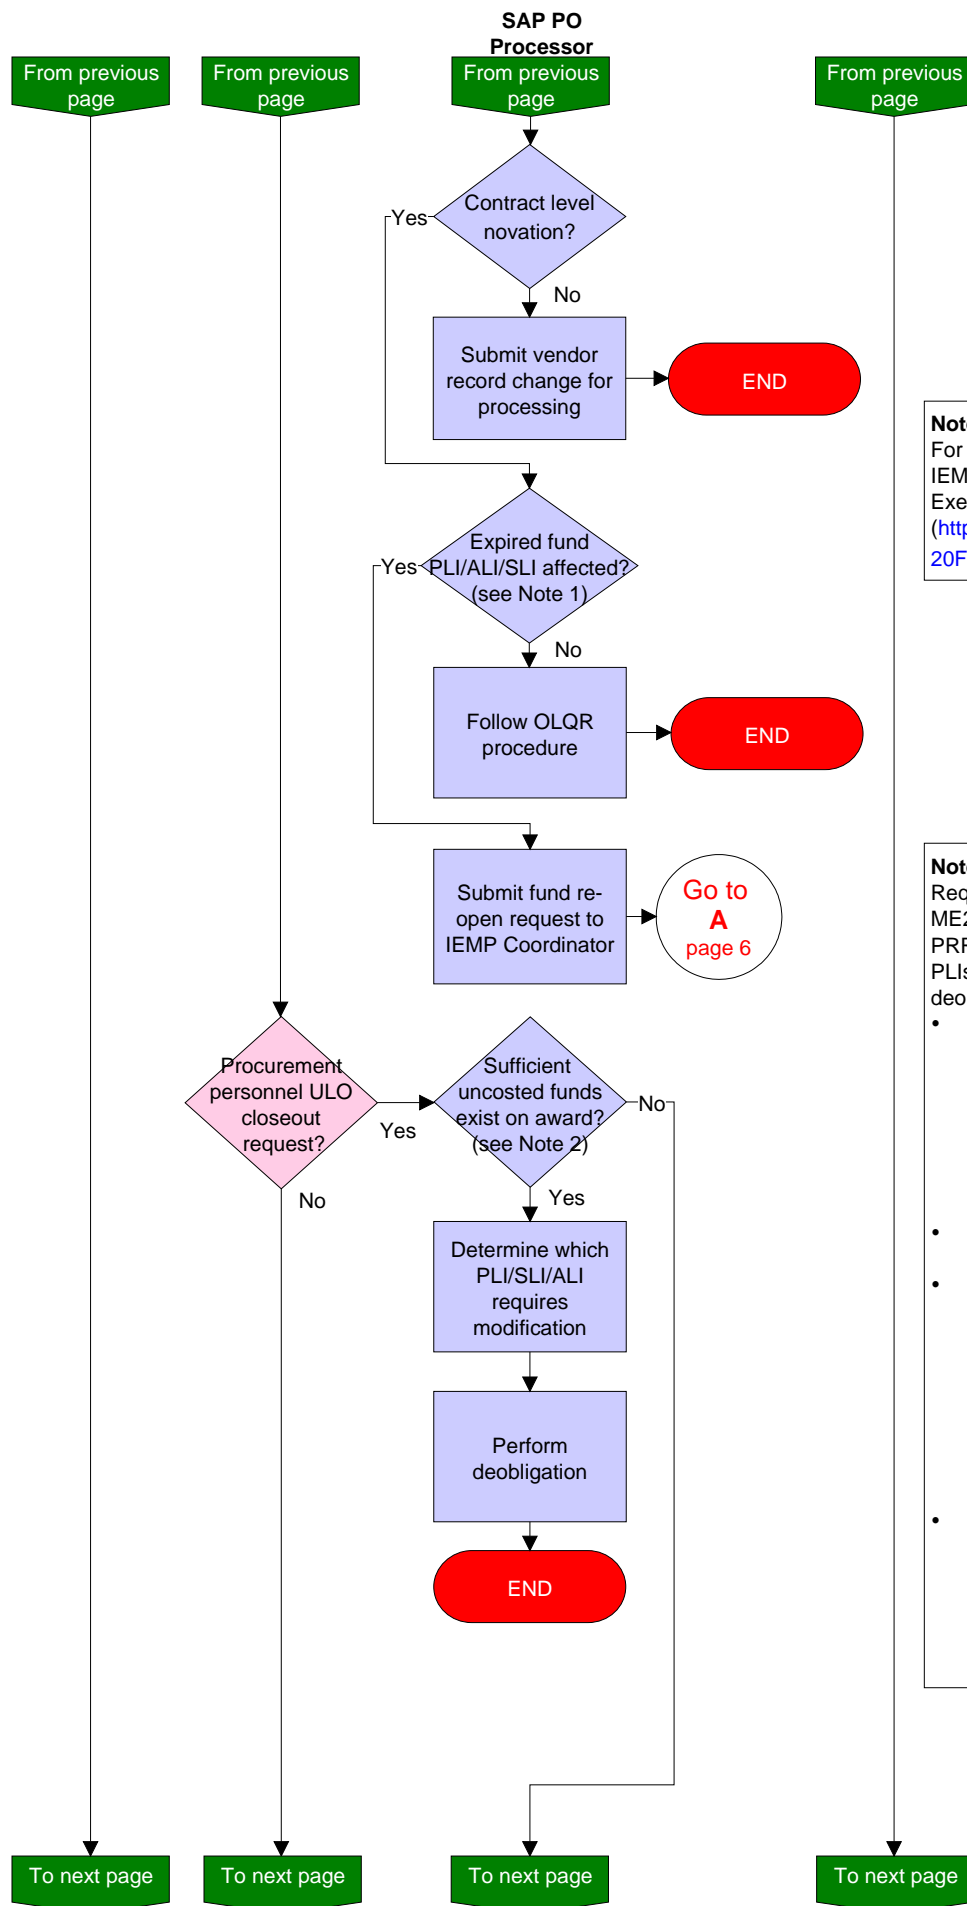 SAP PO
Processor
From previous
page
From previous
page
From previous
page
From previous
page
Contract level
novation?
Yes
No
Submit vendor
record change for
processing
END
Expired fund
PLI/ALI/SLI affected?
(see Note 1)
Yes
No
Follow OLQR
procedure
END
Submit fund re-
open request to
IEMP Coordinator
Go to
A
page 6
Procurement
personnel ULO
closeout
request?
Yes
No
Sufficient
uncosted funds
exist on award?
(see Note 2)
No
Yes
Determine which
PLI/SLI/ALI
requires
modification
Perform
deobligation
END
For
(
20F
•
•
•
•
To next page
To next page
To next page
To next page